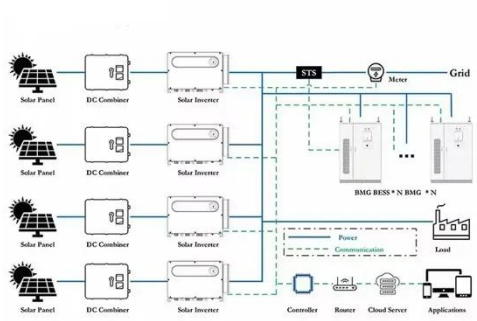 STS
Meter
Grid
Solar Panel DC Combiner Solar Inverter
Solar Panel DC Combiner Solar Inverter
BMG BESS * N BMG * N
Solar Panel DC Combiner Solar Inverter
Power
Communication
Load
Solar Panel DC Combiner Solar Inverter
Controller Router Cloud Server Applications